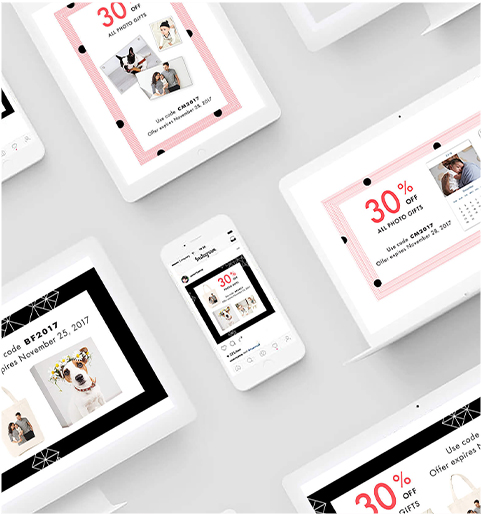 30%
OFF
ALL PHOTO GIFTS
Use code CM2017
Offer expires November 28, 2017
30%
OFF
ALL PHOTO GIFTS
Use code CM2017
Offer expires November 28, 2017
Instagram
30%
OFF
code BF2017
pires November 25, 2017
30%
OFF
Use code
Offer expires N